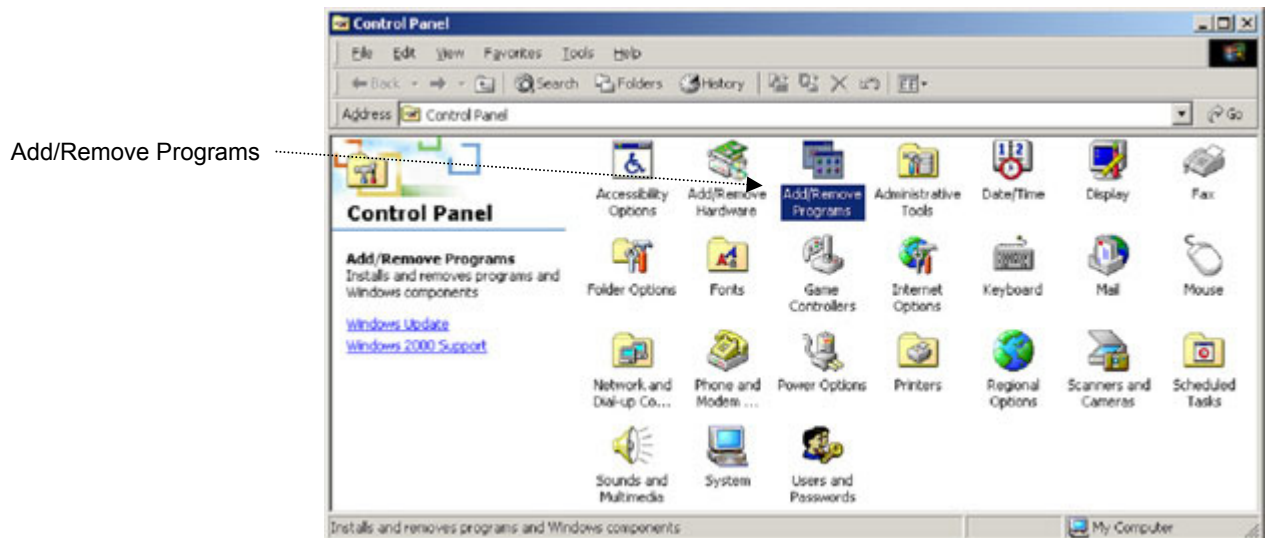 Control Panel
File Edit View Favorites Tools Help
Back Search Folders History
Address Control Panel Go
Add/Remove Programs
Control Panel
Add/Remove Programs
Installs and removes programs and
Windows components
Windows Update
Windows 2000 Support
Accessibility
Options
Add/Remove
Hardware
Add/Remove
Programs
Administrative
Tools
1 2
Date/Time
Display
Fax
Folder Options
Fonts
Game
Controllers
Internet
Options
Keyboard
Mail
Mouse
Network and
Dial-up Co...
Phone and
Modem ...
Power Options
Printers
Regional
Options
Scanners and
Cameras
Scheduled
Tasks
Sounds and
Multimedia
System
Users and
Passwords
Installs and removes programs and Windows components My Computer